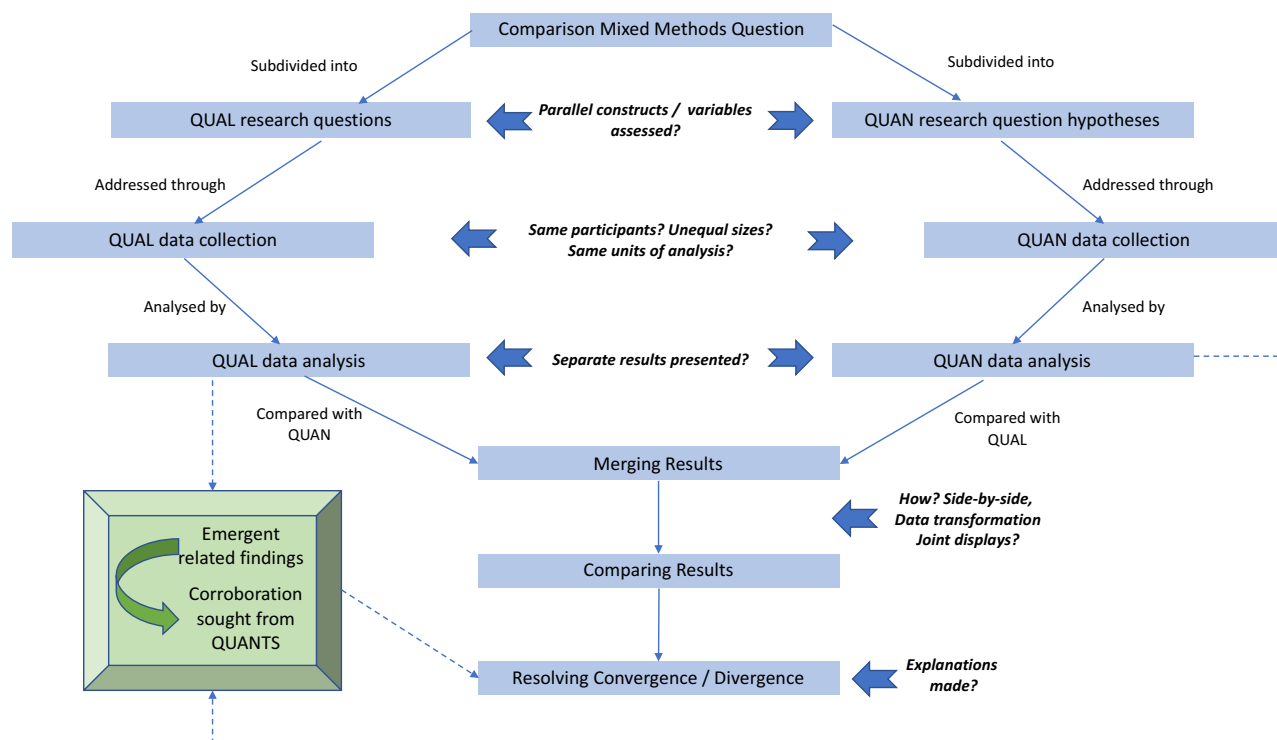 Comparison Mixed Methods Question
Subdivided into
Subdivided into
QUAL research questions
Parallel constructs / variables
assessed?
QUAN research question hypotheses
Addressed through
Addressed through
QUAL data collection
Same participants? Unequal sizes?
Same units of analysis?
QUAN data collection
Analysed by
Analysed by
QUAL data analysis
Separate results presented?
QUAN data analysis
Compared with
QUAN
Compared with
QUAL
Merging Results
How? Side-by-side,
Data transformation
Joint displays?
Emergent
related findings
Corroboration
sought from
QUANTS
Comparing Results
Resolving Convergence / Divergence
Explanations
made?